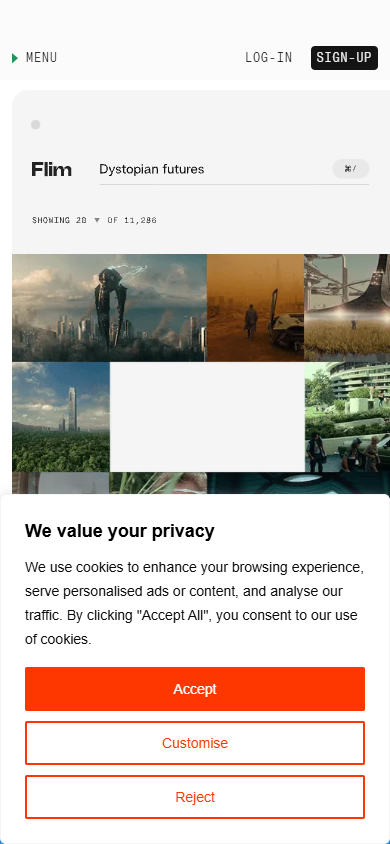 MENU
LOG-IN
SIGN-UP
Flim
Dystopian futures
⌘/
SHOWING 20 ▼ OF 11,286
We value your privacy
We use cookies to enhance your browsing experience,
serve personalised ads or content, and analyse our
traffic. By clicking "Accept All", you consent to our use
of cookies.
Accept
Customise
Reject